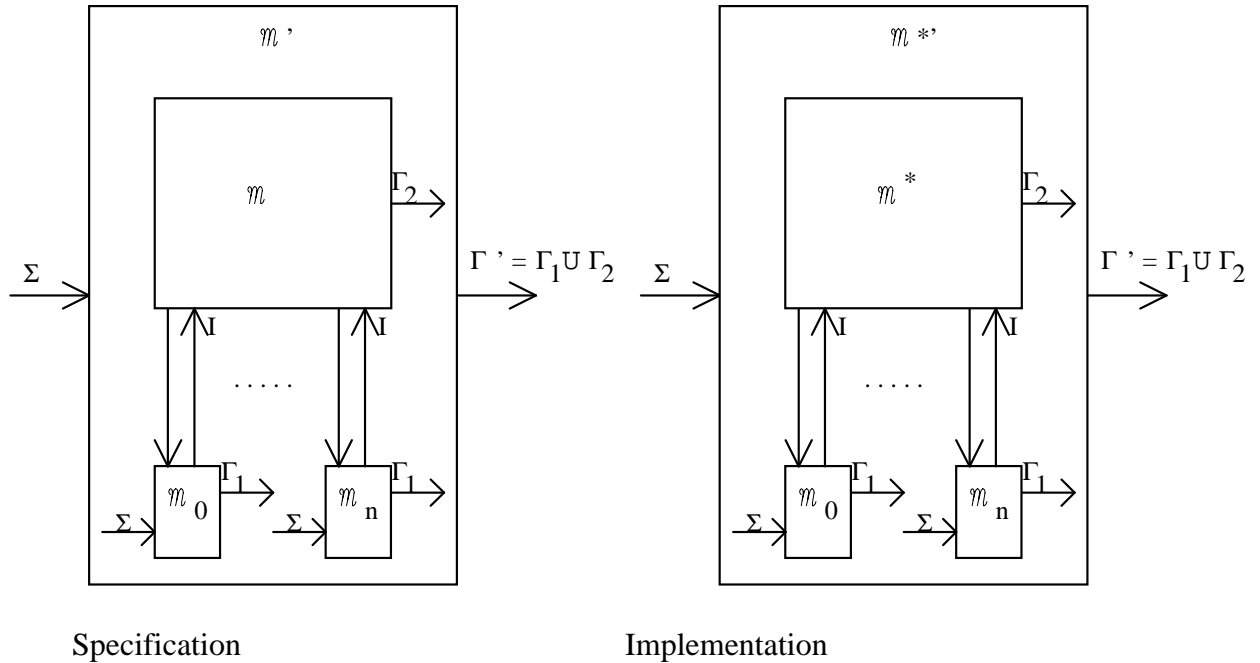 𝓜 ’
𝓜 *’
𝓜
Γ2
𝓜 *
Γ2
Σ
Γ ’ = Γ1 U Γ2
Σ
Γ ’ = Γ1 U Γ2
I
I
I
I
. . . . .
. . . . .
𝓜 0
Γ1
𝓜 n
Γ1
𝓜 0
Γ1
𝓜 n
Γ1
Σ
Σ
Σ
Σ
Specification
Implementation